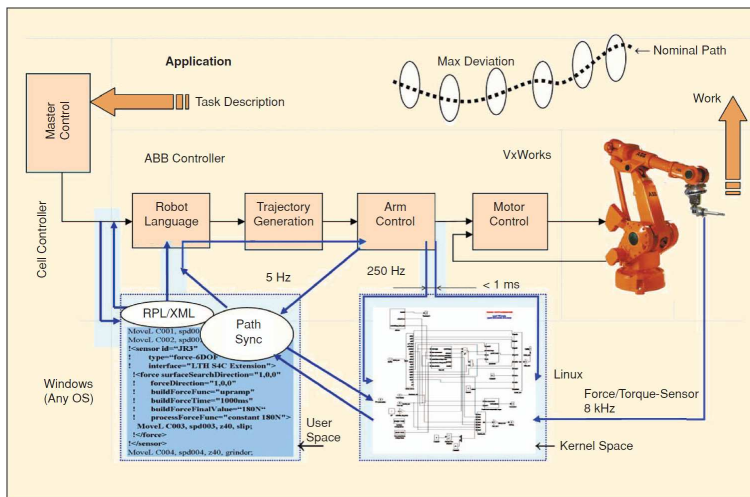 Application
Max Deviation
← Nominal Path
Master
Control
Task Description
Work
ABB Controller
VxWorks
Cell Controller
Robot
Language
Trajectory
Generation
Arm
Control
Motor
Control
5 Hz
250 Hz
< 1 ms
RPL/XML
Path
Sync
MoveL C001, spd00
MoveL C002, spd00
!<sensor id="JR3"
! type="force-6DOF
! interface="LTH S4C Extension">
!<force surfaceSearchDirection="1,0,0"
! forceDirection="1,0,0"
! buildForceFunc="upramp"
! buildForceTime="1000ms"
! buildForceFinalValue="180N"
! processForceFunc="constant 180N">
MoveL C003, spd003, z40, slip;
!</force>
!</sensor>
MoveL C004, spd004, z40, grinder;
Windows
(Any OS)
User
Space
Linux
Kernel Space
Force/Torque-Sensor
8 kHz